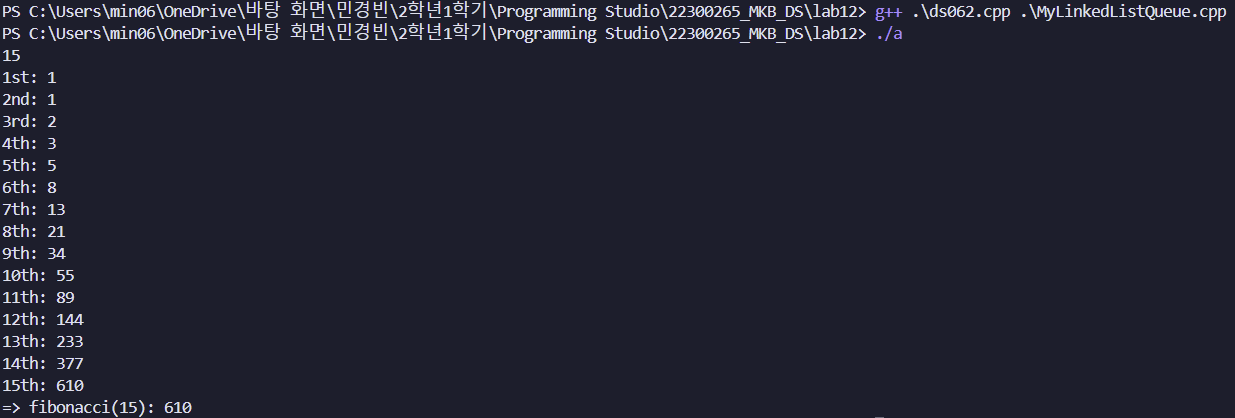 PS C:\Users\min06\OneDrive\바탕 화면\민경빈\2학년1학기\Programming Studio\22300265_MKB_DS\lab12> g++ .\ds062.cpp .\MyLinkedListQueue.cpp
PS C:\Users\min06\OneDrive\바탕 화면\민경빈\2학년1학기\Programming Studio\22300265_MKB_DS\lab12> ./a
15
1st: 1
2nd: 1
3rd: 2
4th: 3
5th: 5
6th: 8
7th: 13
8th: 21
9th: 34
10th: 55
11th: 89
12th: 144
13th: 233
14th: 377
15th: 610
=> fibonacci(15): 610